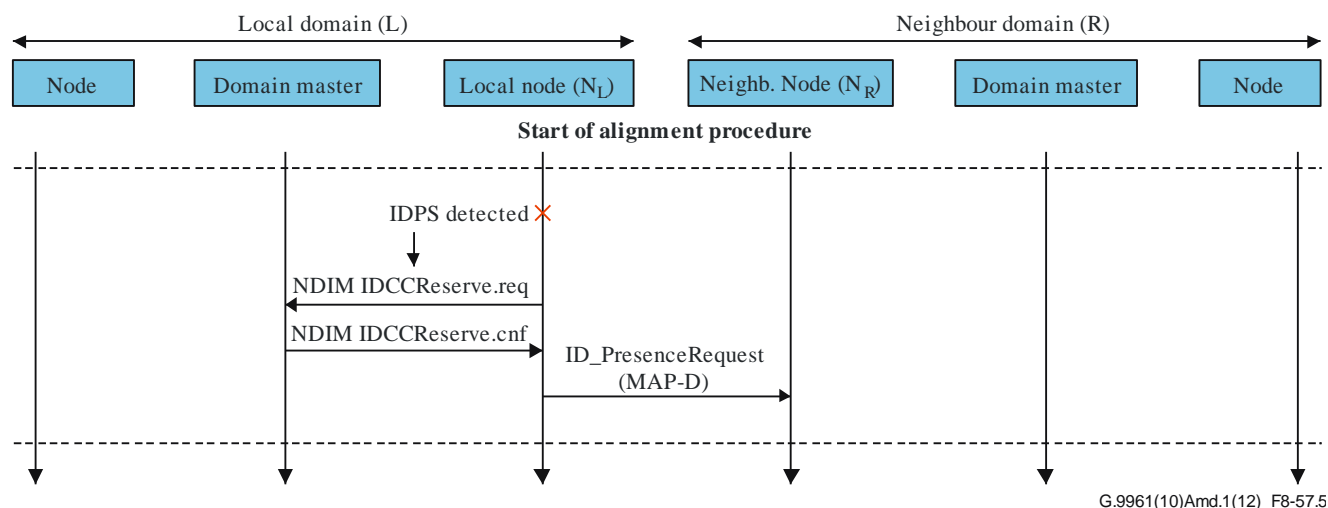 Local domain (L)
Neighbour domain (R)
Node
Domain master
Local node (NL)
Neighb. Node (NR)
Domain master
Node
Start of alignment procedure
IDPS detected
NDIM IDCCReserve.req
NDIM IDCCReserve.cnf
ID_PresenceRequest
(MAP-D)
G.9961(10)Amd.1(12)_F8-57.5